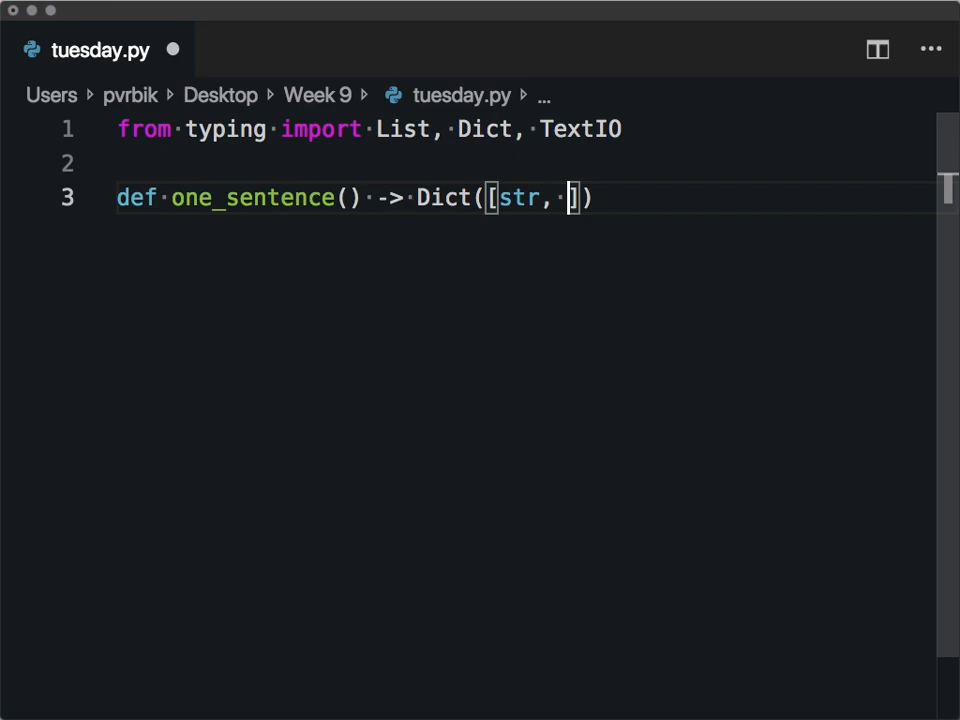 tuesday.py
Users Pvrbik Desktop Week 9 tuesday.py ...
1 from typing import List, Dict, TextIO
2
3 def one_sentence() -> Dict([str, ])